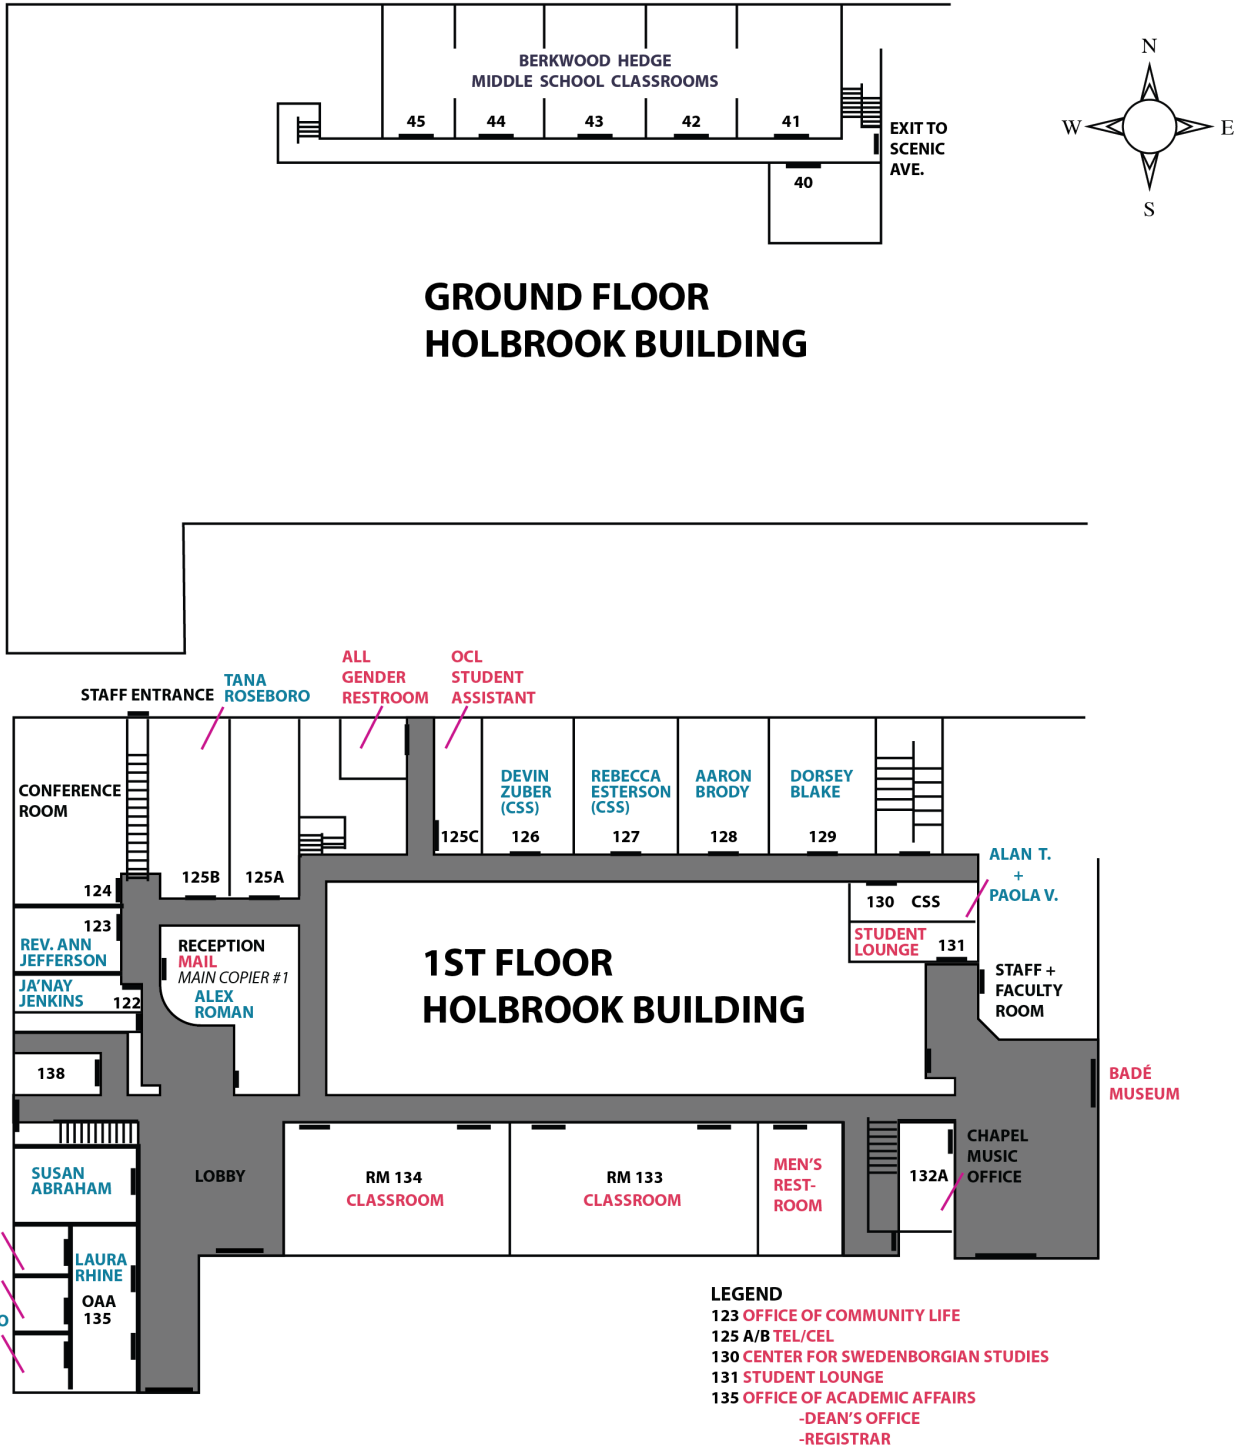 BERKWOOD HEDGE
MIDDLE SCHOOL CLASSROOMS
45
44
43
42
41
40
EXIT TO
SCENIC
AVE.
N
W
E
S
GROUND FLOOR
HOLBROOK BUILDING
STAFF ENTRANCE
TANA
ROSEBORO
ALL
GENDER
RESTROOM
OCL
STUDENT
ASSISTANT
CONFERENCE
ROOM
124
125B
125A
125C
DEVIN
ZUBER
(CSS)
126
REBECCA
ESTERSON
(CSS)
127
AARON
BRODY
128
DORSEY
BLAKE
129
ALAN T.
+
PAOLA V.
130 CSS
STUDENT
LOUNGE
131
123
REV. ANN
JEFFERSON
JA'NAY
JENKINS
122
RECEPTION
MAIL
MAIN COPIER #1
ALEX
ROMAN
1ST FLOOR
HOLBROOK BUILDING
STAFF +
FACULTY
ROOM
138
BADÉ
MUSEUM
SUSAN
ABRAHAM
LOBBY
RM 134
CLASSROOM
RM 133
CLASSROOM
MEN'S
REST-
ROOM
132A
CHAPEL
MUSIC
OFFICE
LAURA
RHINE
OAA
135
LEGEND
123 OFFICE OF COMMUNITY LIFE
125 A/B TEL/CEL
130 CENTER FOR SWEDENBORGIAN STUDIES
131 STUDENT LOUNGE
135 OFFICE OF ACADEMIC AFFAIRS
-DEAN'S OFFICE
-REGISTRAR